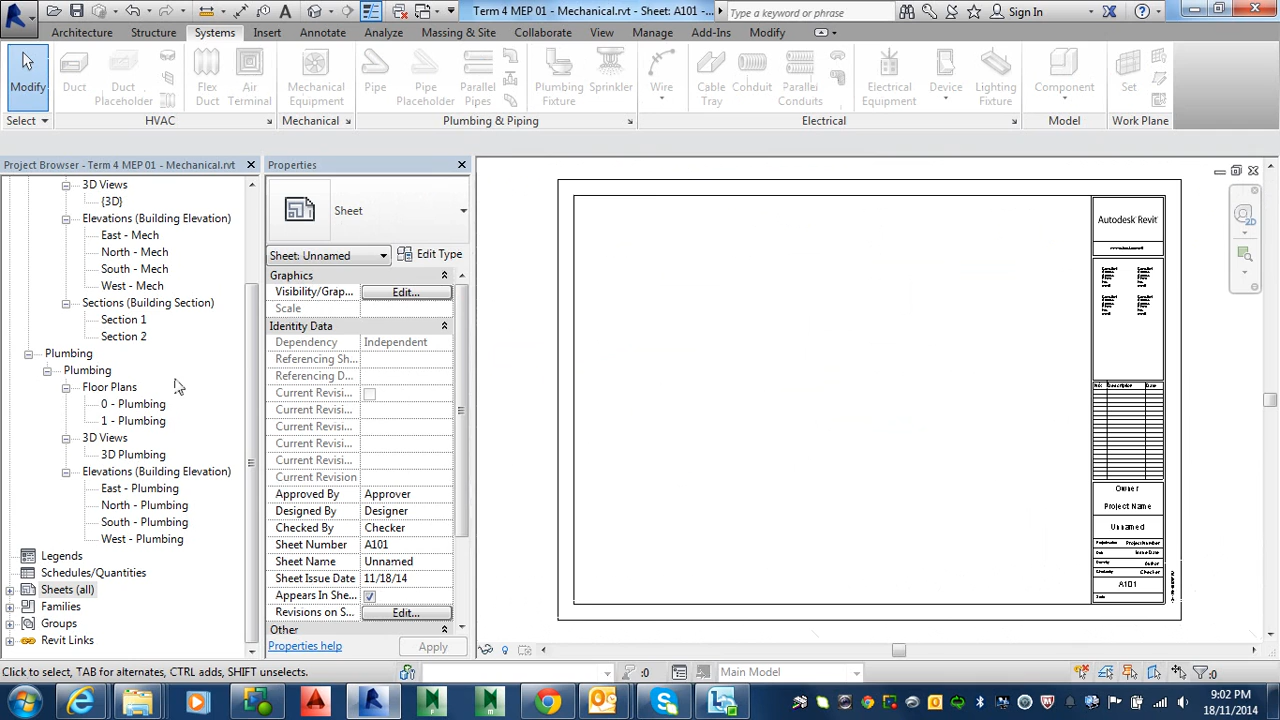 Term 4 MEP 01 - Mechanical.rvt - Sheet: A101 -...
Type a keyword or phrase
Sign In
Architecture Structure Systems Insert Annotate Analyze Massing & Site Collaborate View Manage Add-Ins Modify
Modify
Duct
Duct Placeholder
Flex Duct
Air Terminal
Mechanical Equipment
Pipe
Pipe Placeholder
Parallel Pipes
Plumbing Fixture
Sprinkler
Wire
Cable Tray
Conduit
Parallel Conduits
Electrical Equipment
Device
Lighting Fixture
Component
Set
Select HVAC Mechanical Plumbing & Piping Electrical Model Work Plane
Project Browser - Term 4 MEP 01 - Mechanical.rvt
3D Views
{3D}
Elevations (Building Elevation)
East - Mech
North - Mech
South - Mech
West - Mech
Sections (Building Section)
Section 1
Section 2
Plumbing
Plumbing
Floor Plans
0 - Plumbing
1 - Plumbing
3D Views
3D Plumbing
Elevations (Building Elevation)
East - Plumbing
North - Plumbing
South - Plumbing
West - Plumbing
Legends
Schedules/Quantities
Sheets (all)
Families
Groups
Revit Links
Properties
Sheet
Sheet: Unnamed Edit Type
Graphics
Visibility/Grap... Edit...
Scale
Identity Data
Dependency Independent
Referencing Sh...
Referencing D...
Current Revisi...
Current Revisi...
Current Revisi...
Current Revisi...
Current Revisi...
Current Revision
Approved By Approver
Designed By Designer
Checked By Checker
Sheet Number A101
Sheet Name Unnamed
Sheet Issue Date 11/18/14
Appears In She...
Revisions on S... Edit...
Other
Properties help Apply
Autodesk Revit
No. Description Date
Owner
Project Name
Unnamed
Project Number
Issue Date
Author
Checker
A101
2D
Click to select, TAB for alternates, CTRL adds, SHIFT unselects.
:0
Main Model
:0
9:02 PM
18/11/2014